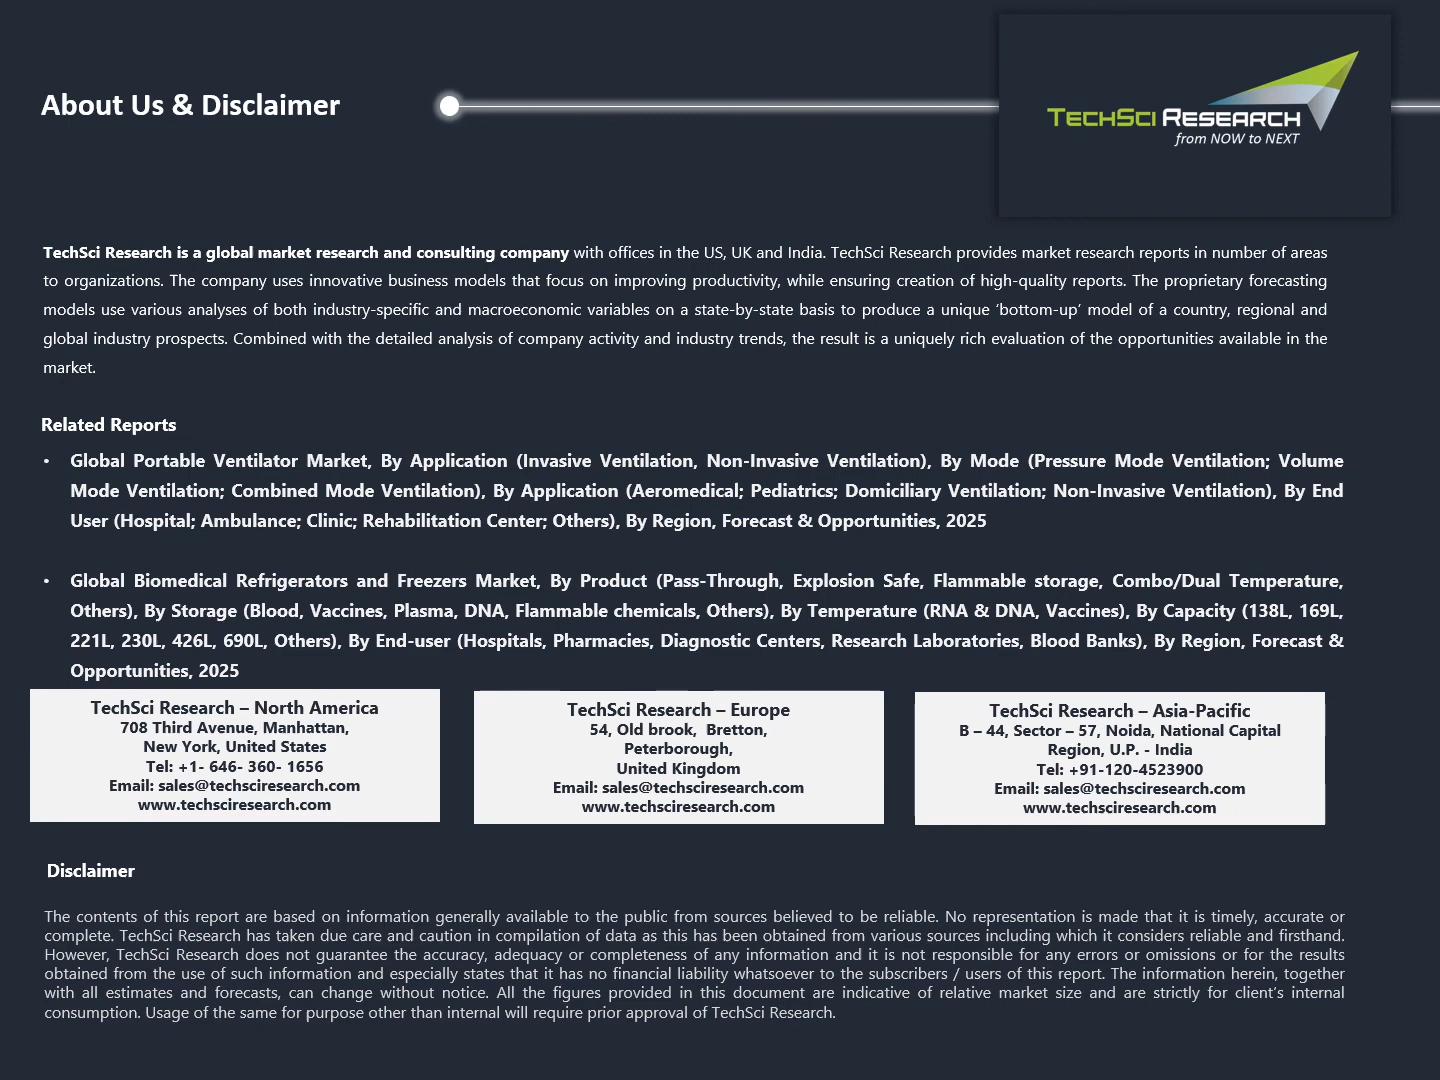 About Us & Disclaimer
TECHSCI RESEARCH
from NOW to NEXT
TechSci Research is a global market research and consulting company with offices in the US, UK and India. TechSci Research provides market research reports in number of areas
to organizations. The company uses innovative business models that focus on improving productivity, while ensuring creation of high-quality reports. The proprietary forecasting
models use various analyses of both industry-specific and macroeconomic variables on a state-by-state basis to produce a unique ‘bottom-up’ model of a country, regional and
global industry prospects. Combined with the detailed analysis of company activity and industry trends, the result is a uniquely rich evaluation of the opportunities available in the
market.
Related Reports
• Global Portable Ventilator Market, By Application (Invasive Ventilation, Non-Invasive Ventilation), By Mode (Pressure Mode Ventilation; Volume
Mode Ventilation; Combined Mode Ventilation), By Application (Aeromedical; Pediatrics; Domiciliary Ventilation; Non-Invasive Ventilation), By End
User (Hospital; Ambulance; Clinic; Rehabilitation Center; Others), By Region, Forecast & Opportunities, 2025
• Global Biomedical Refrigerators and Freezers Market, By Product (Pass-Through, Explosion Safe, Flammable storage, Combo/Dual Temperature,
Others), By Storage (Blood, Vaccines, Plasma, DNA, Flammable chemicals, Others), By Temperature (RNA & DNA, Vaccines), By Capacity (138L, 169L,
221L, 230L, 426L, 690L, Others), By End-user (Hospitals, Pharmacies, Diagnostic Centers, Research Laboratories, Blood Banks), By Region, Forecast &
Opportunities, 2025
TechSci Research – North America
708 Third Avenue, Manhattan,
New York, United States
Tel: +1- 646- 360- 1656
Email: sales@techsciresearch.com
www.techsciresearch.com
TechSci Research – Europe
54, Old brook, Bretton,
Peterborough,
United Kingdom
Email: sales@techsciresearch.com
www.techsciresearch.com
TechSci Research – Asia-Pacific
B – 44, Sector – 57, Noida, National Capital
Region, U.P. - India
Tel: +91-120-4523900
Email: sales@techsciresearch.com
www.techsciresearch.com
Disclaimer
The contents of this report are based on information generally available to the public from sources believed to be reliable. No representation is made that it is timely, accurate or
complete. TechSci Research has taken due care and caution in compilation of data as this has been obtained from various sources including which it considers reliable and firsthand.
However, TechSci Research does not guarantee the accuracy, adequacy or completeness of any information and it is not responsible for any errors or omissions or for the results
obtained from the use of such information and especially states that it has no financial liability whatsoever to the subscribers / users of this report. The information herein, together
with all estimates and forecasts, can change without notice. All the figures provided in this document are indicative of relative market size and are strictly for client’s internal
consumption. Usage of the same for purpose other than internal will require prior approval of TechSci Research.